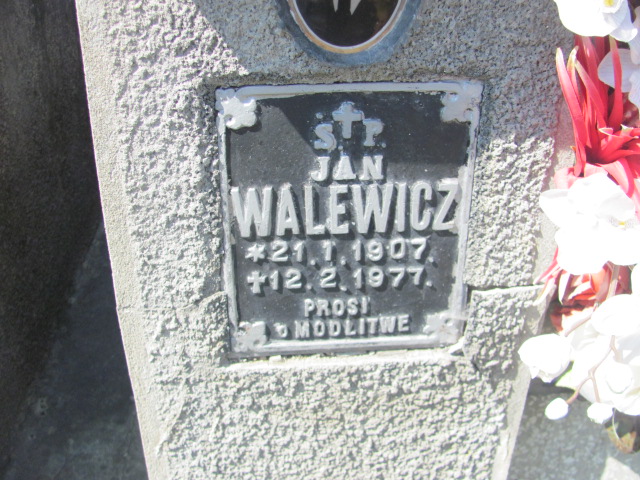 Ś.✝P.
JAN
WALEWICZ
*21.1.1907.
✝12.2.1977.
PROSI
O MODLITWE